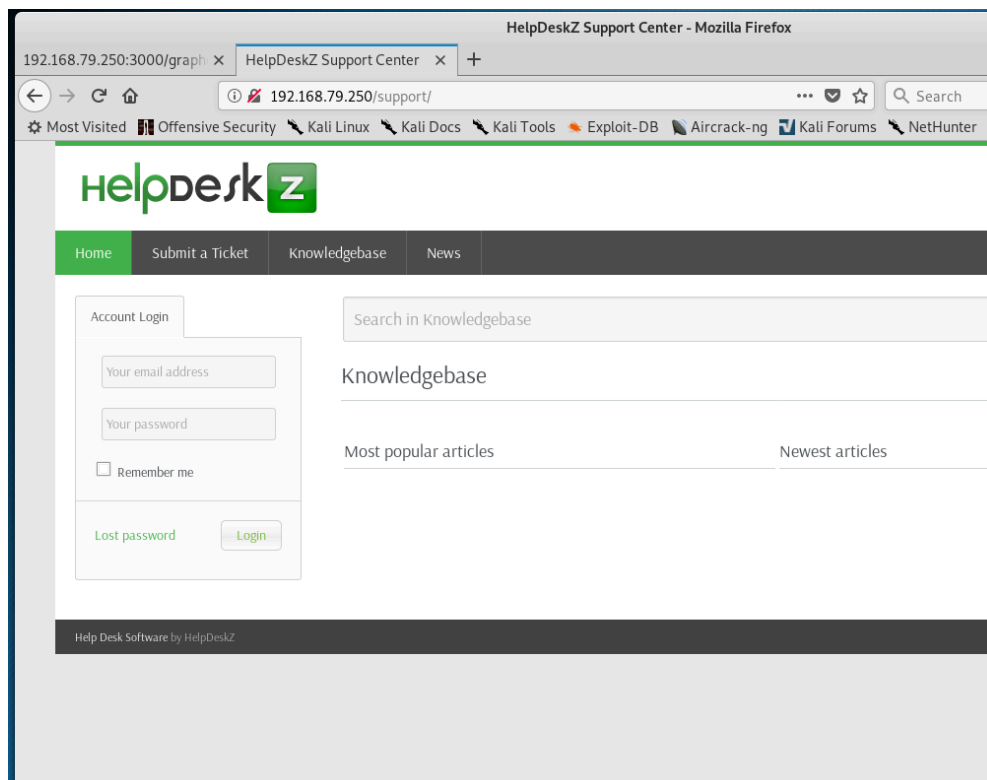 HelpDeskZ Support Center - Mozilla Firefox
192.168.79.250:3000/graph × HelpDeskZ Support Center × +
192.168.79.250/support/ ••• Search
Most Visited Offensive Security Kali Linux Kali Docs Kali Tools Exploit-DB Aircrack-ng Kali Forums NetHunter
HelpDeskZ
Home Submit a Ticket Knowledgebase News
Account Login
Search in Knowledgebase
Your email address
Knowledgebase
Your password
Most popular articles Newest articles
Remember me
Lost password Login
Help Desk Software by HelpDeskZ